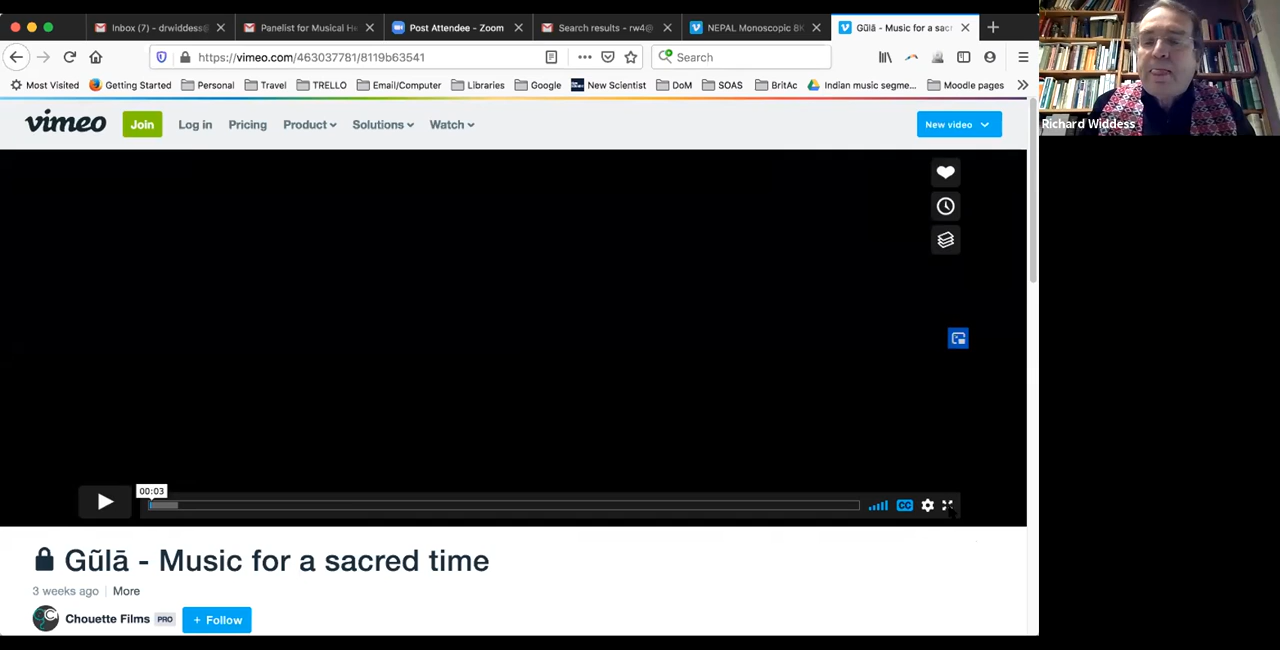 Inbox (7) - drwiddess@
Panelist for Musical He
Post Attendee - Zoom
Search results - rw4@
NEPAL Monoscopic 8K
Gũlā - Music for a sacr
https://vimeo.com/463037781/8119b63541
Search
Most Visited
Getting Started
Personal
Travel
TRELLO
Email/Computer
Libraries
Google
New Scientist
DoM
SOAS
BritAc
Indian music segme...
Moodle pages
Richard Widdess
vimeo
Join
Log in
Pricing
Product
Solutions
Watch
New video
00:03
CC
Gũlā - Music for a sacred time
3 weeks ago
More
Chouette Films
PRO
+ Follow